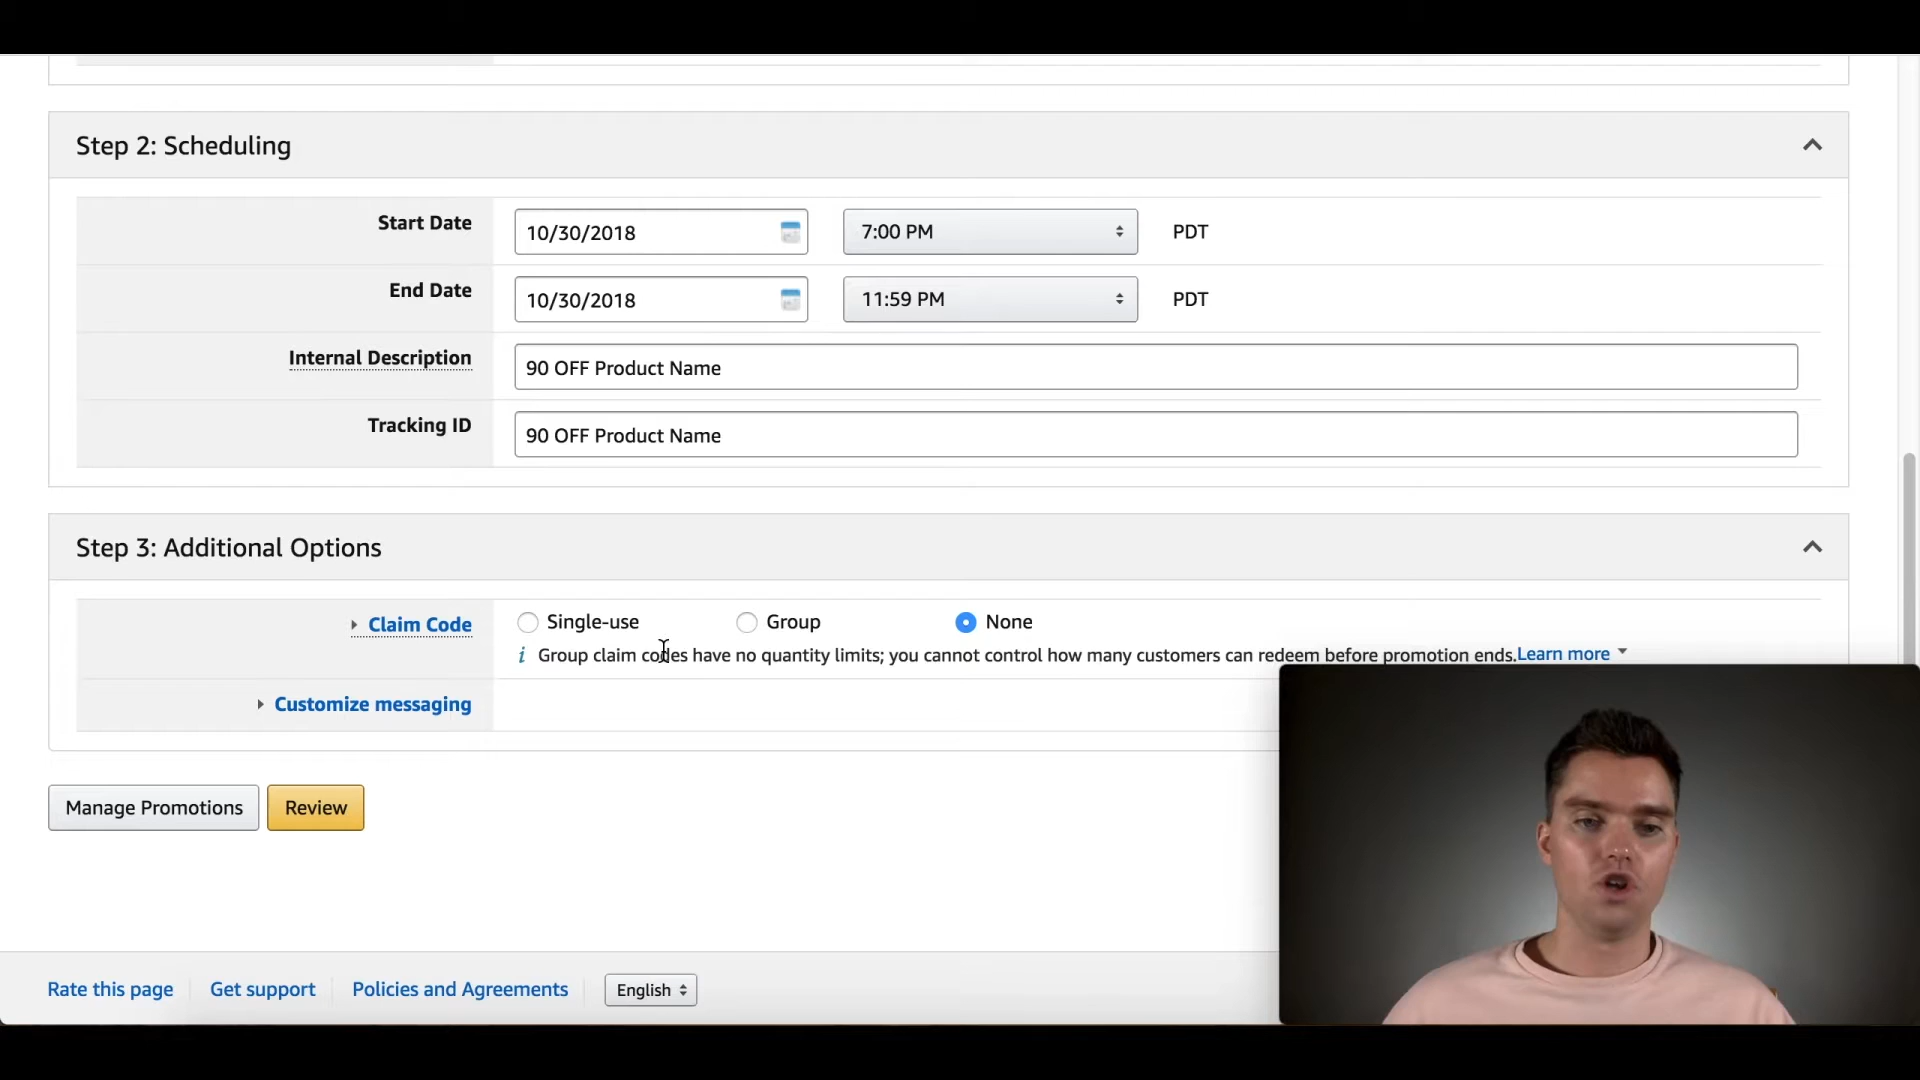 Step 2: Scheduling
Start Date
10/30/2018
7:00 PM
PDT
End Date
10/30/2018
11:59 PM
PDT
Internal Description
90 OFF Product Name
Tracking ID
90 OFF Product Name
Step 3: Additional Options
Claim Code
Single-use
Group
None
i Group claim codes have no quantity limits; you cannot control how many customers can redeem before promotion ends. Learn more
Customize messaging
Manage Promotions
Review
Rate this page
Get support
Policies and Agreements
English